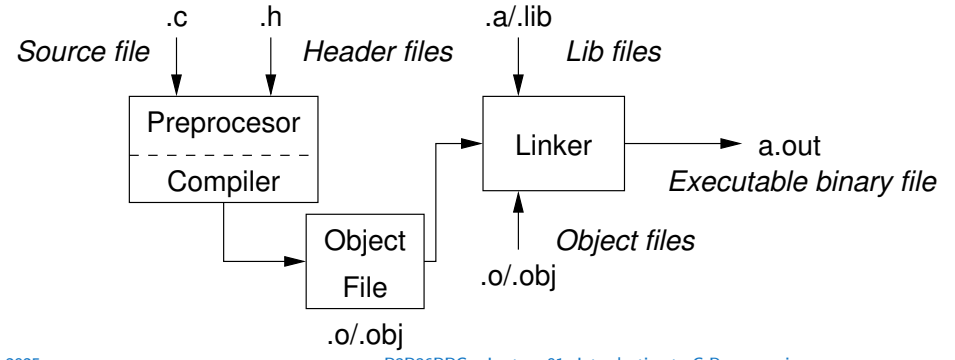 .c .h .a/.lib
Source file Header files Lib files
Preprocesor
Compiler
Linker
a.out
Executable binary file
Object
File
.o/.obj
Object files
.o/.obj